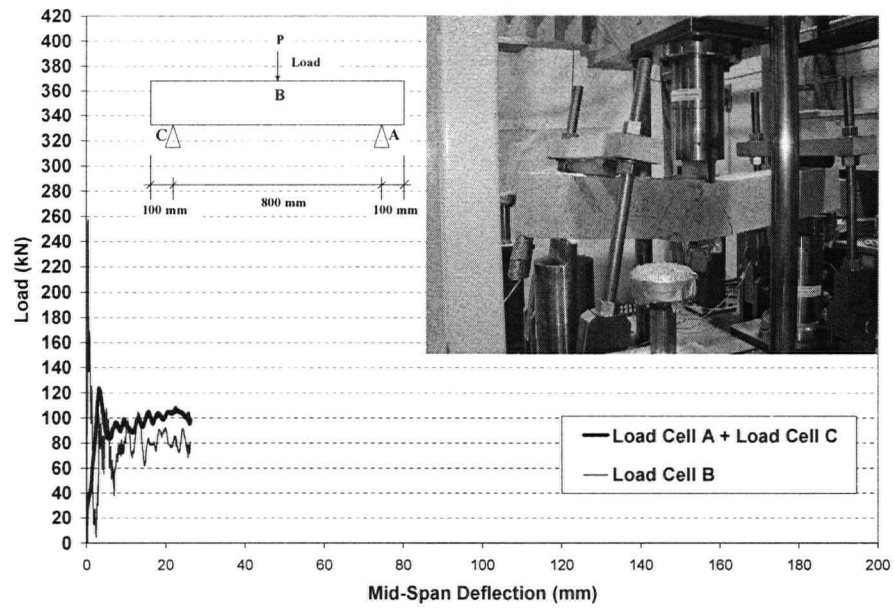 420
400
380
360
340
320
300
280
260
240
220
200
180
160
140
120
100
80
60
40
20
0
Load (kN)
P
Load
B
C
A
100 mm
800 mm
100 mm
Load Cell A + Load Cell C
Load Cell B
0 20 40 60 80 100 120 140 160 180 200
Mid-Span Deflection (mm)